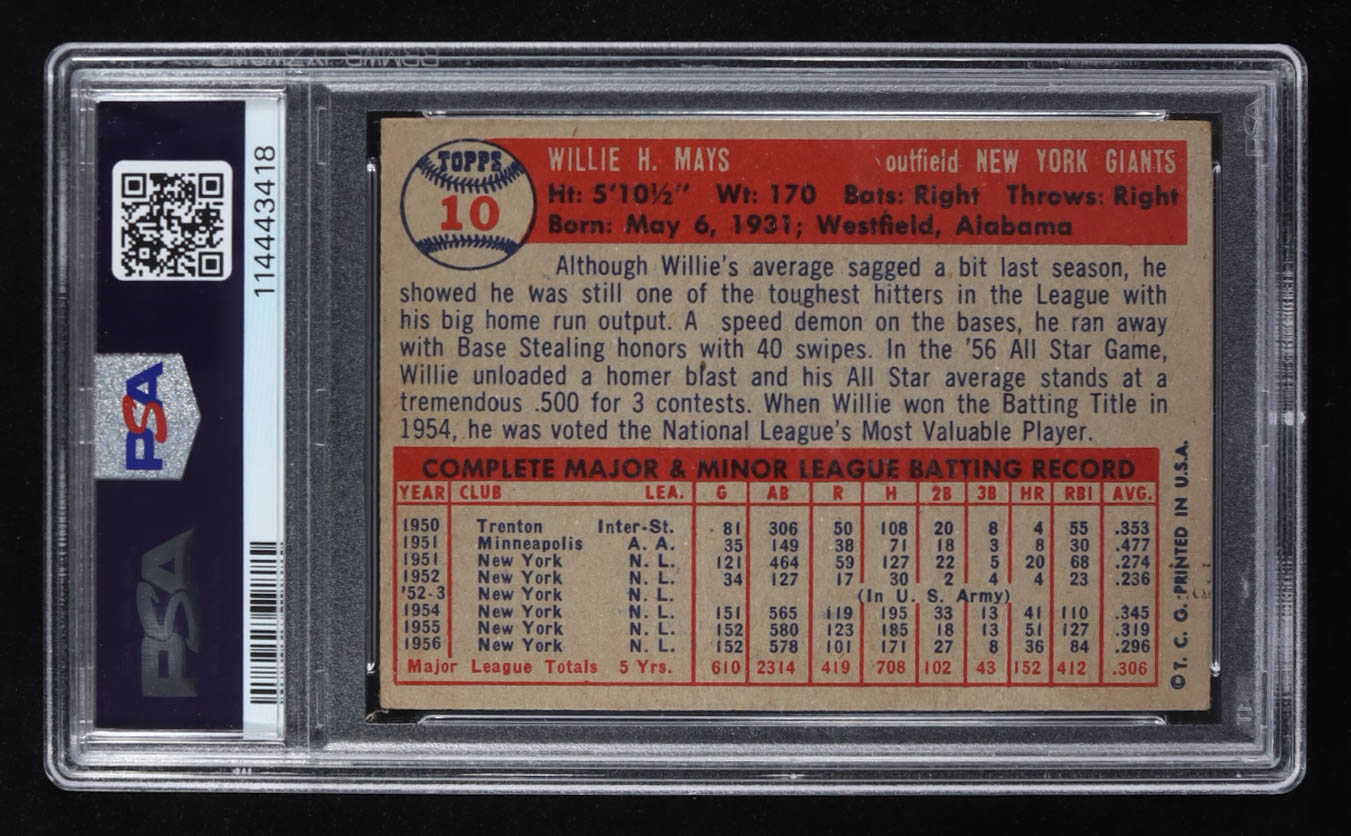 114443418
PSA
PSA
TOPPS
10
WILLIE H. MAYS outfield NEW YORK GIANTS
Ht: 5'10½" Wt: 170 Bats: Right Throws: Right
Born: May 6, 1931; Westfield, Alabama
Although Willie's average sagged a bit last season, he
showed he was still one of the toughest hitters in the League with
his big home run output. A speed demon on the bases, he ran away
with Base Stealing honors with 40 swipes. In the '56 All Star Game,
Willie unloaded a homer blast and his All Star average stands at a
tremendous .500 for 3 contests. When Willie won the Batting Title in
1954, he was voted the National League's Most Valuable Player.
COMPLETE MAJOR & MINOR LEAGUE BATTING RECORD
YEAR CLUB LEA. G AB R H 2B 3B HR RBI AVG.
1950 Trenton Inter-St. 81 306 50 108 20 8 4 55 .353
1951 Minneapolis A. A. 35 149 38 71 18 3 8 30 .477
1951 New York N. L. 121 464 59 127 22 5 20 68 .274
1952 New York N. L. 34 127 17 30 2 4 4 23 .236
'52-3 New York N. L. (In U. S. Army)
1954 New York N. L. 151 565 119 195 33 13 41 110 .345
1955 New York N. L. 152 580 123 185 18 13 51 127 .319
1956 New York N. L. 152 578 101 171 27 8 36 84 .296
Major League Totals 5 Yrs. 610 2314 419 708 102 43 152 412 .306
©T. C. G. PRINTED IN U.S.A.